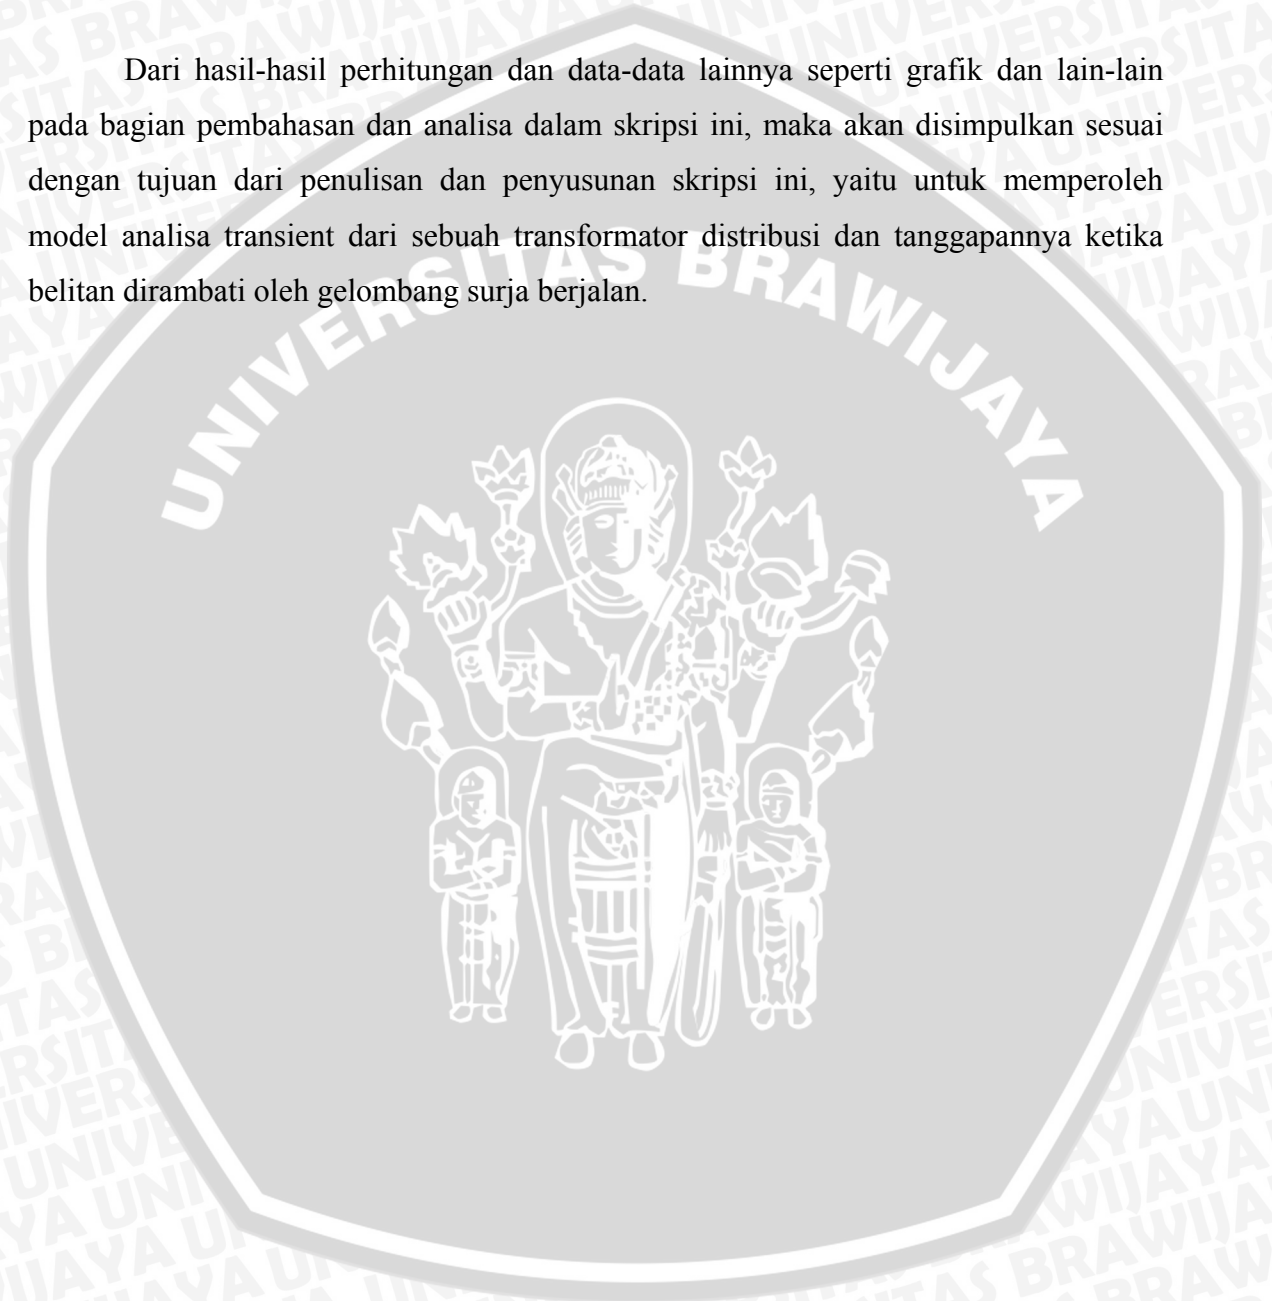 Dari hasil-hasil perhitungan dan data-data lainnya seperti grafik dan lain-lain
pada bagian pembahasan dan analisa dalam skripsi ini, maka akan disimpulkan sesuai
dengan tujuan dari penulisan dan penyusunan skripsi ini, yaitu untuk memperoleh
model analisa transient dari sebuah transformator distribusi dan tanggapannya ketika
belitan dirambati oleh gelombang surja berjalan.
UNIVERSITAS BRAWIJAYA